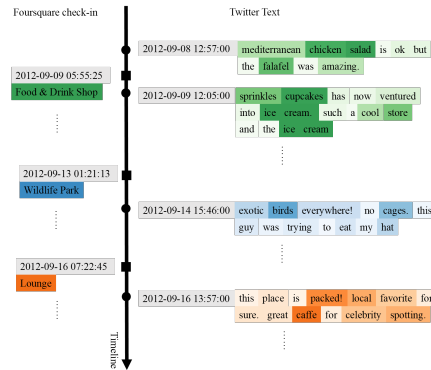 Foursquare check-in
Twitter Text
2012-09-08 12:57:00
mediterranean chicken salad is ok but
the falafel was amazing.
2012-09-09 05:55:25
Food & Drink Shop
2012-09-09 12:05:00
sprinkles cupcakes has now ventured
into ice cream. such a cool store
and the ice cream
2012-09-13 01:21:13
Wildlife Park
2012-09-14 15:46:00
exotic birds everywhere! no cages. this
guy was trying to eat my hat
2012-09-16 07:22:45
Lounge
2012-09-16 13:57:00
this place is packed! local favorite for
sure. great caffe for celebrity spotting.
Timeline